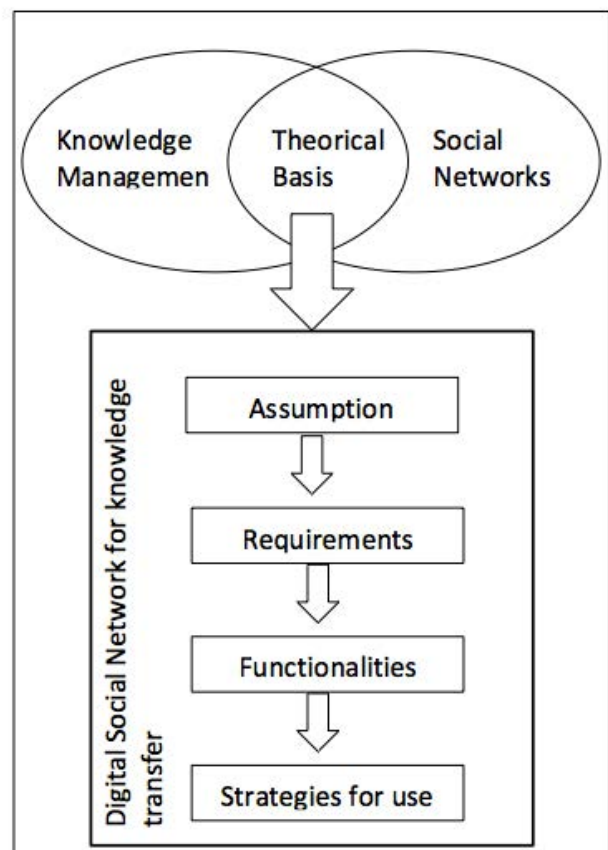 Knowledge
Managemen
Theorical
Basis
Social
Networks
Digital Social Network for knowledge
transfer
Assumption
Requirements
Functionalities
Strategies for use